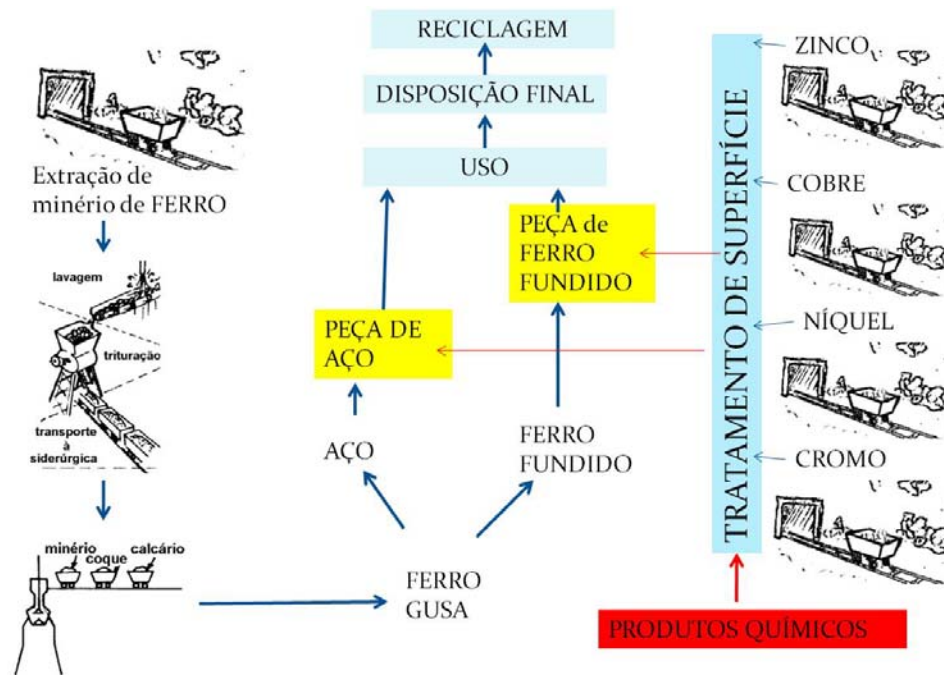 RECICLAGEM
DISPOSIÇÃO FINAL
USO
Extração de
minério de FERRO
lavagem
trituração
transporte
à
siderúrgica
minério
coque
calcário
FERRO
GUSA
AÇO
FERRO
FUNDIDO
PEÇA DE
AÇO
PEÇA de
FERRO
FUNDIDO
TRATAMENTO DE SUPERFÍCIE
ZINCO
COBRE
NÍQUEL
CROMO
PRODUTOS QUÍMICOS